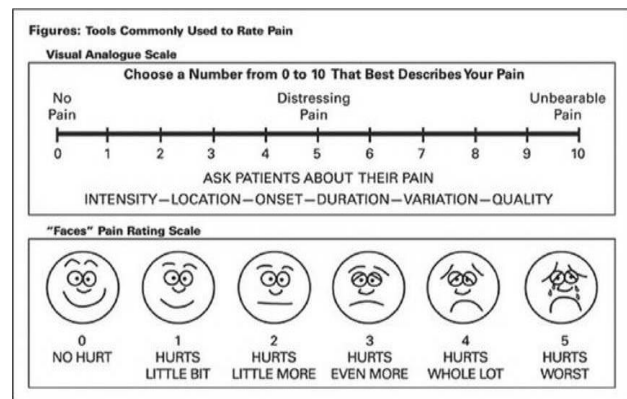 Figures: Tools Commonly Used to Rate Pain
Visual Analogue Scale
Choose a Number from 0 to 10 That Best Describes Your Pain
No Pain
Distressing Pain
Unbearable Pain
0 1 2 3 4 5 6 7 8 9 10
ASK PATIENTS ABOUT THEIR PAIN
INTENSITY—LOCATION—ONSET—DURATION—VARIATION—QUALITY
"Faces" Pain Rating Scale
0
NO HURT
1
HURTS
LITTLE BIT
2
HURTS
LITTLE MORE
3
HURTS
EVEN MORE
4
HURTS
WHOLE LOT
5
HURTS
WORST